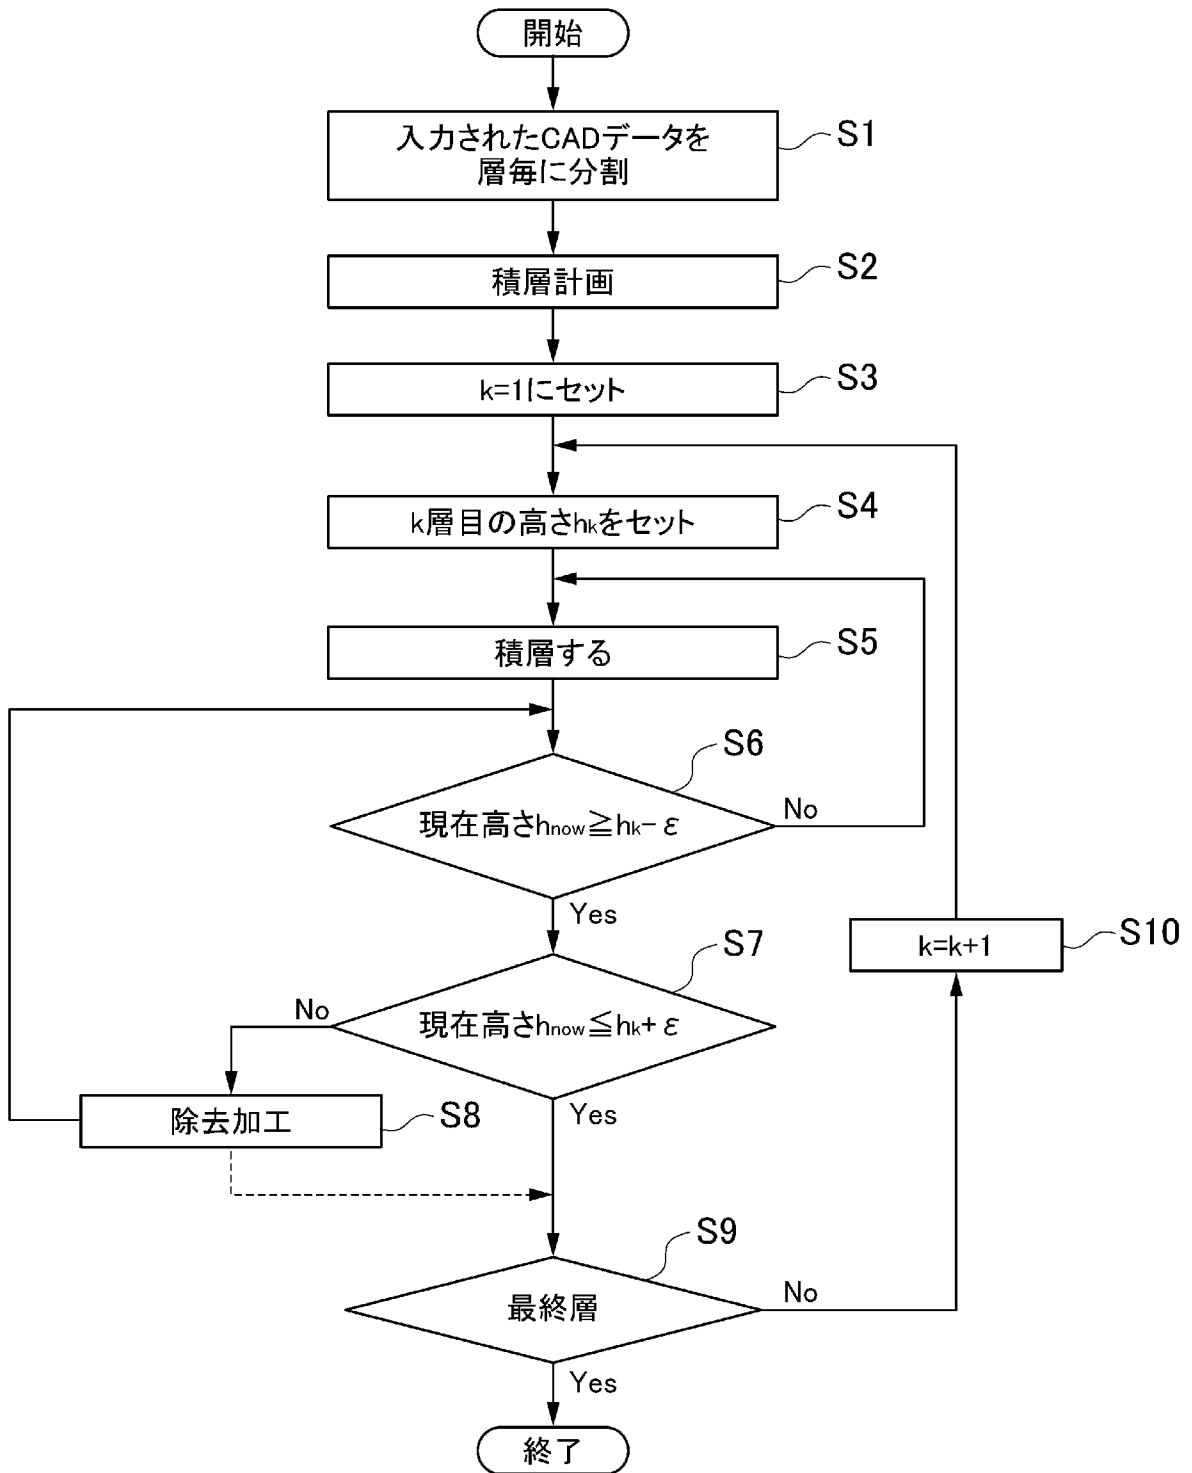 開始
入力されたCADデータを
層毎に分割
S1
積層計画
S2
k=1にセット
S3
k層目の高さhkをセット
S4
積層する
S5
S6
現在高さhnow≧hk-ε
No
Yes
S7
現在高さhnow≦hk+ε
No
Yes
k=k+1
S10
除去加工
S8
S9
最終層
No
Yes
終了